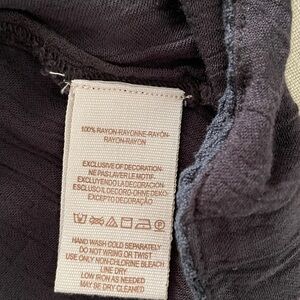 100% RAYON-RAYONNE-RAYON-
RAYON-RAYON
EXCLUSIVE OF DECORATION-
NE PAS LAVER LE MOTIF-
EXCLUYENDO LA DECORACION-
ESCLUSO IL DECORO-OHNE DEKO-
EXCEPTO DECORAÇÃO
HAND WASH COLD SEPARATELY
DO NOT WRING OR TWIST
USE ONLY NON-CHLORINE BLEACH
LINE DRY
LOW IRON AS NEEDED
MAY BE DRY CLEANED